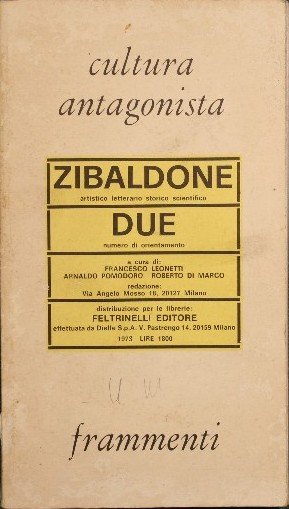 cultura
antagonista
ZIBALDONE
artistico letterario storico scientifico
DUE
numero di orientamento
a cura di:
FRANCESCO LEONETTI
ARNALDO POMODORO ROBERTO DI MARCO
redazione:
Via Angelo Mosso 18, 20127 Milano
distribuzione per le librerie:
FELTRINELLI EDITORE
effettuata da Dielle S.p.A. V. Pastrengo 14, 20159 Milano
1973 LIRE 1800
frammenti